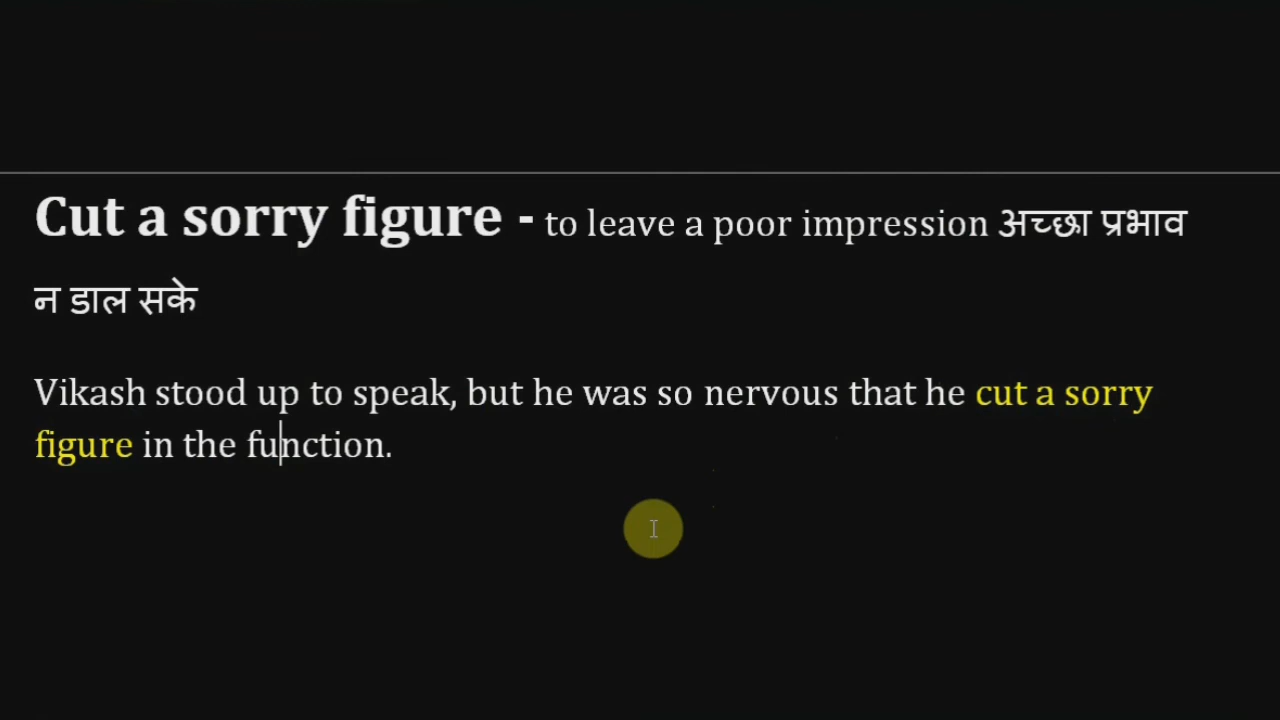 Cut a sorry figure - to leave a poor impression अच्छा प्रभाव
न डाल सके
Vikash stood up to speak, but he was so nervous that he cut a sorry
figure in the function.